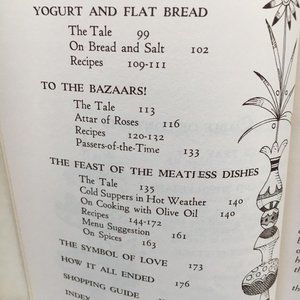 YOGURT AND FLAT BREAD
The Tale 99
On Bread and Salt 102
Recipes 109-111
TO THE BAZAARS!
The Tale 113
Attar of Roses 116
Recipes 120-132
Passers-of-the-Time 133
THE FEAST OF THE MEATLESS DISHES
The Tale 135
Cold Suppers in Hot Weather 140
On Cooking with Olive Oil 140
Recipes 144-172
Menu Suggestion 161
On Spices 163
THE SYMBOL OF LOVE 173
HOW IT ALL ENDED 176
SHOPPING GUIDE
INDEX